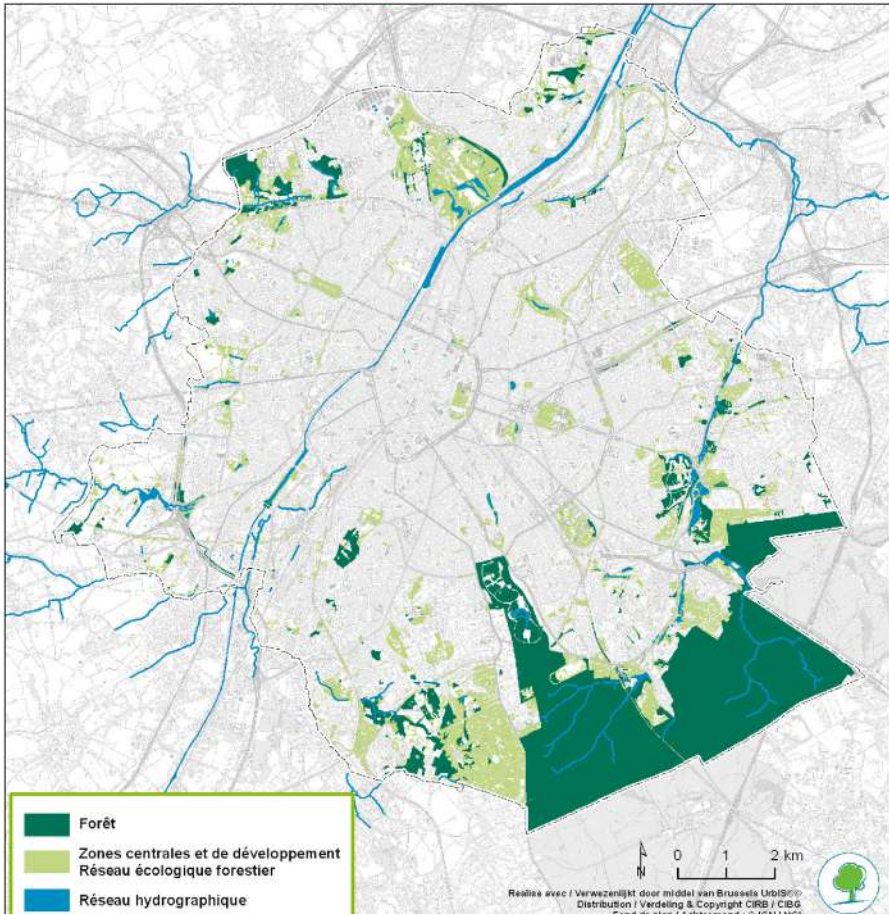 Forêt
Zones centrales et de développement
Réseau écologique forestier
Réseau hydrographique
N
0 1 2 km
Realise avec / Verwezenlijkt door middel van Brussels UrbIS©®
Distribution / Verdeling & Copyright CIRB / CIBG